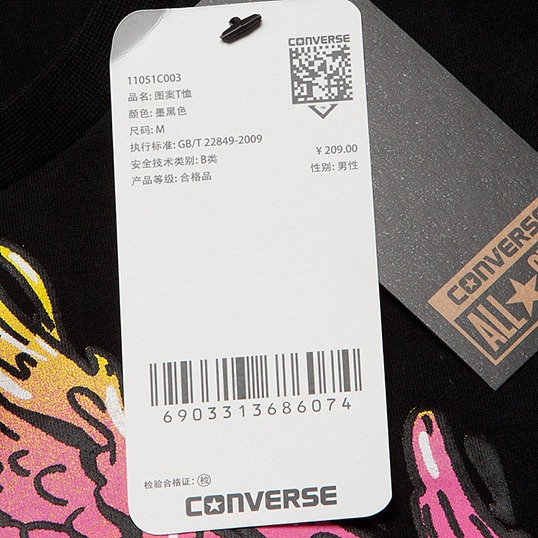 CONVERSE
11051C003
品名: 图案T恤
颜色: 墨黑色
尺码: M
执行标准: GB/T 22849-2009
安全技术类别: B类
产品等级: 合格品
¥ 209.00
性别: 男性
6903313686074
检验合格证: 检
CONVERSE
CONVERSE
ALL